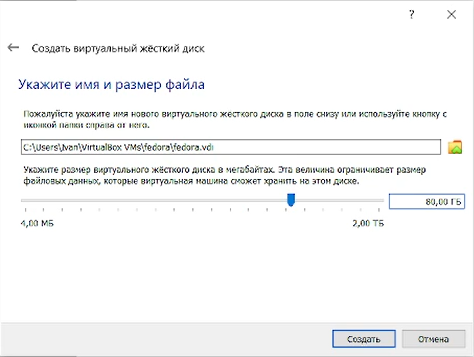 ?
Создать виртуальный жёсткий диск
Укажите имя и размер файла
Пожалуйста укажите имя нового виртуального жёсткого диска в поле снизу или используйте кнопку с
иконкой папки справа от него.
C:\Users\Ivan\VirtualBox VMs\fedora\fedora.vdi
Укажите размер виртуального жёсткого диска в мегабайтах. Эта величина ограничивает размер
файловых данных, которые виртуальная машина сможет хранить на этом диске.
80,00 ГБ
4,00 МБ 2,00 ТБ
Создать Отмена